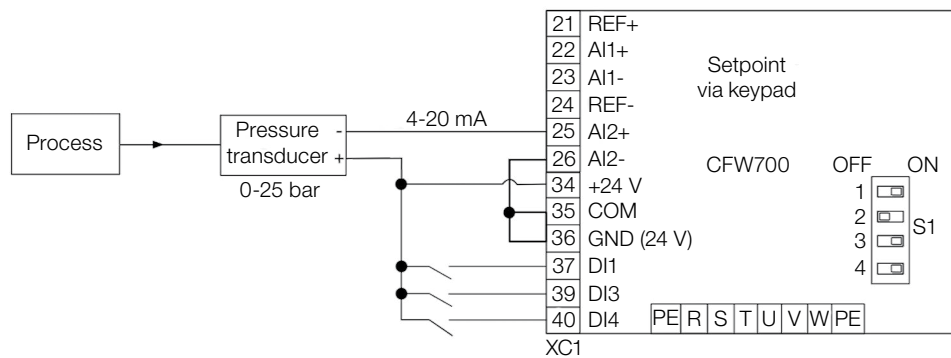 21 REF+
22 AI1+
23 AI1-
24 REF-
25 AI2+
26 AI2-
34 +24 V
35 COM
36 GND (24 V)
37 DI1
39 DI3
40 DI4
XC1
Setpoint
via keypad
CFW700
OFF ON
1
2
3
4
S1
PE R S T U V W PE
Process
Pressure -
transducer +
0-25 bar
4-20 mA